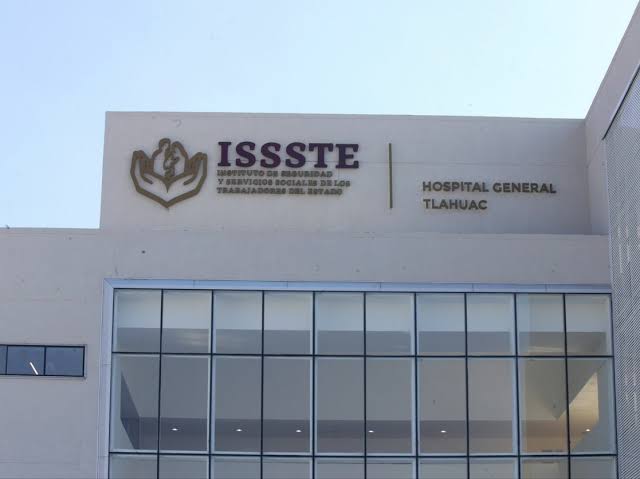 ISSSTE
INSTITUTO DE SEGURIDAD
Y SERVICIOS SOCIALES DE LOS
TRABAJADORES DEL ESTADO
HOSPITAL GENERAL
TLAHUAC